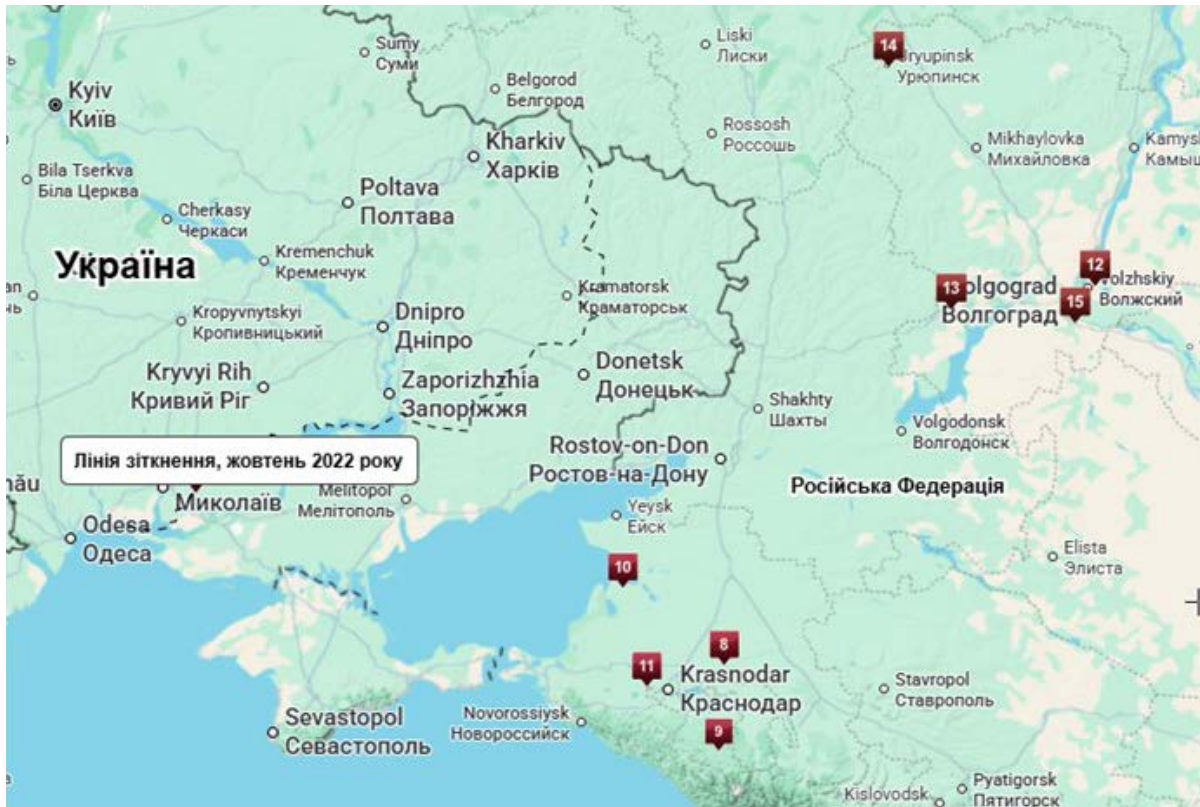 Sumy
Суми
Liski
Лиски
14
Uryupinsk
Урюпинск
Kyiv
Київ
Belgorod
Белгород
Rossosh
Россошь
Kharkiv
Харків
Mikhaylovka
Михайловка
Kamys
Камыш
Bila Tserkva
Біла Церква
Poltava
Полтава
Cherkasy
Черкаси
Україна
Kremenchuk
Кременчук
12
Volzhskiy
Волжский
13
olgograd
Волгоград
15
Kramatorsk
Краматорськ
Kropyvnytskyi
Кропивницький
Dnipro
Дніпро
Kryvyi Rih
Кривий Ріг
Zaporizhzhia
Запоріжжя
Donetsk
Донецьк
Shakhty
Шахты
Volgodonsk
Волгодонск
Лінія зіткнення, жовтень 2022 року
Rostov-on-Don
Ростов-на-Дону
Російська Федерація
Миколаїв
Melitopol
Мелітополь
Yeysk
Ейск
Odesa
Одеса
Elista
Элиста
10
8
11
Krasnodar
Краснодар
Stavropol
Ставрополь
9
Novorossiysk
Новороссийск
Sevastopol
Севастополь
Pyatigorsk
Пятигорск
Kislovodsk